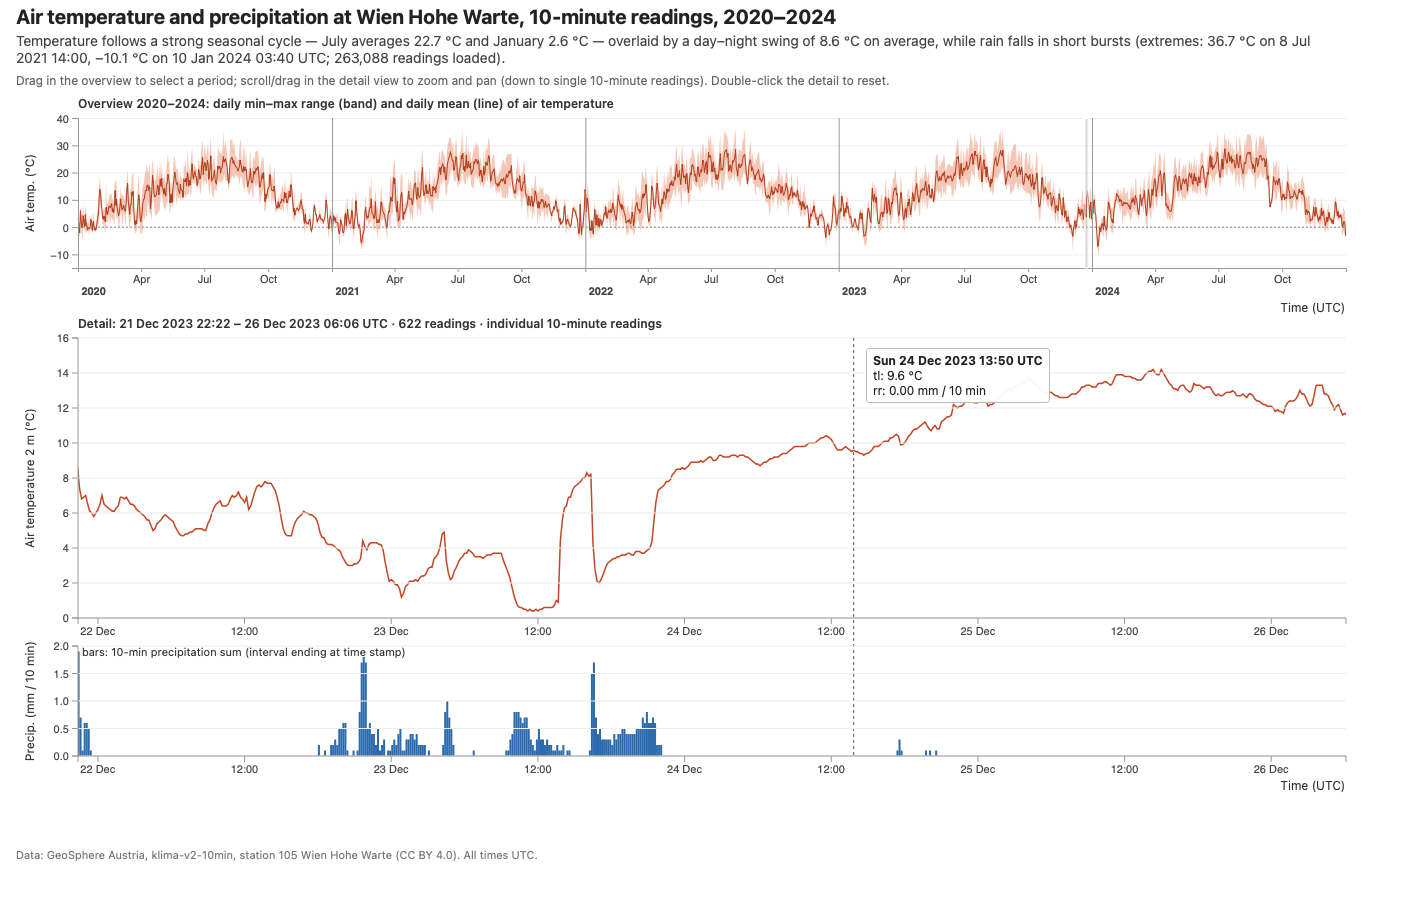 Air temperature and precipitation at Wien Hohe Warte, 10-minute readings, 2020–2024
Temperature follows a strong seasonal cycle — July averages 22.7 °C and January 2.6 °C — overlaid by a day–night swing of 8.6 °C on average, while rain falls in short bursts (extremes: 36.7 °C on 8 Jul
2021 14:00, −10.1 °C on 10 Jan 2024 03:40 UTC; 263,088 readings loaded).
Drag in the overview to select a period; scroll/drag in the detail view to zoom and pan (down to single 10-minute readings). Double-click the detail to reset.
Overview 2020–2024: daily min–max range (band) and daily mean (line) of air temperature
Air temp. (°C)
40
30
20
10
0
−10
Apr Jul Oct Apr Jul Oct Apr Jul Oct Apr Jul Oct Apr Jul Oct
2020 2021 2022 2023 2024
Time (UTC)
Detail: 21 Dec 2023 22:22 – 26 Dec 2023 06:06 UTC · 622 readings · individual 10-minute readings
Air temperature 2 m (°C)
16
14
12
10
8
6
4
2
0
Sun 24 Dec 2023 13:50 UTC
tl: 9.6 °C
rr: 0.00 mm / 10 min
22 Dec 12:00 23 Dec 12:00 24 Dec 12:00 25 Dec 12:00 26 Dec
Precip. (mm / 10 min)
2.0
1.5
1.0
0.5
0.0
bars: 10-min precipitation sum (interval ending at time stamp)
22 Dec 12:00 23 Dec 12:00 24 Dec 12:00 25 Dec 12:00 26 Dec
Time (UTC)
Data: GeoSphere Austria, klima-v2-10min, station 105 Wien Hohe Warte (CC BY 4.0). All times UTC.